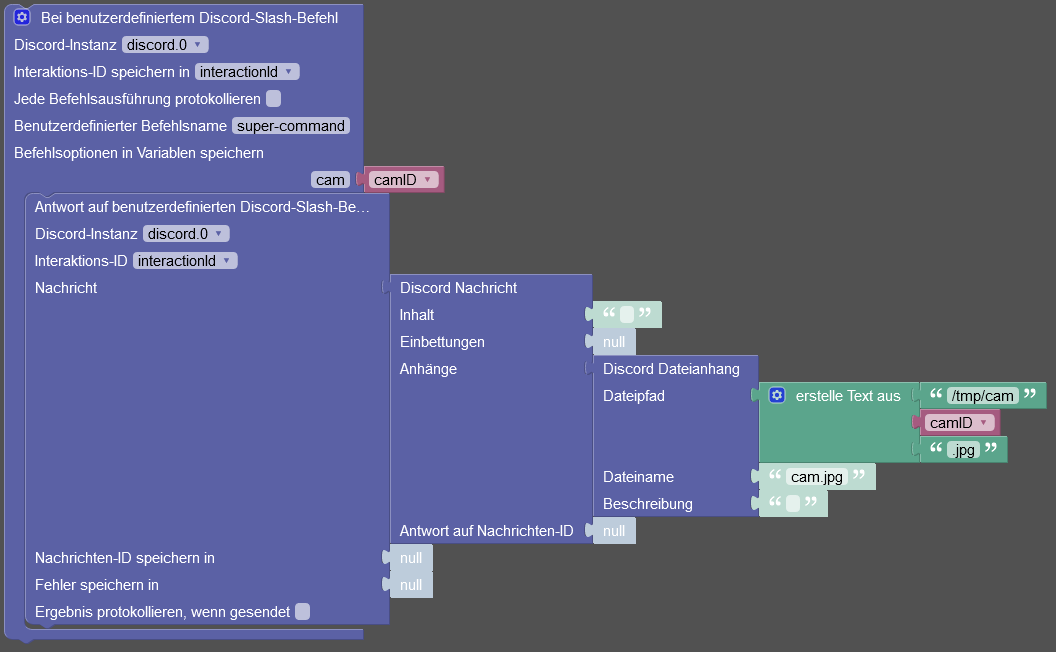 Bei benutzerdefiniertem Discord-Slash-Befehl
Discord-Instanz discord.0
Interaktions-ID speichern in interactionId
Jede Befehlsausführung protokollieren
Benutzerdefinierter Befehlsname super-command
Befehlsoptionen in Variablen speichern
cam camID
Antwort auf benutzerdefinierten Discord-Slash-Be…
Discord-Instanz discord.0
Interaktions-ID interactionId
Nachricht Discord Nachricht
Inhalt “ ”
Einbettungen null
Anhänge Discord Dateianhang
Dateipfad erstelle Text aus “ /tmp/cam ”
camID
“ .jpg ”
Dateiname “ cam.jpg ”
Beschreibung “ ”
Antwort auf Nachrichten-ID null
Nachrichten-ID speichern in null
Fehler speichern in null
Ergebnis protokollieren, wenn gesendet